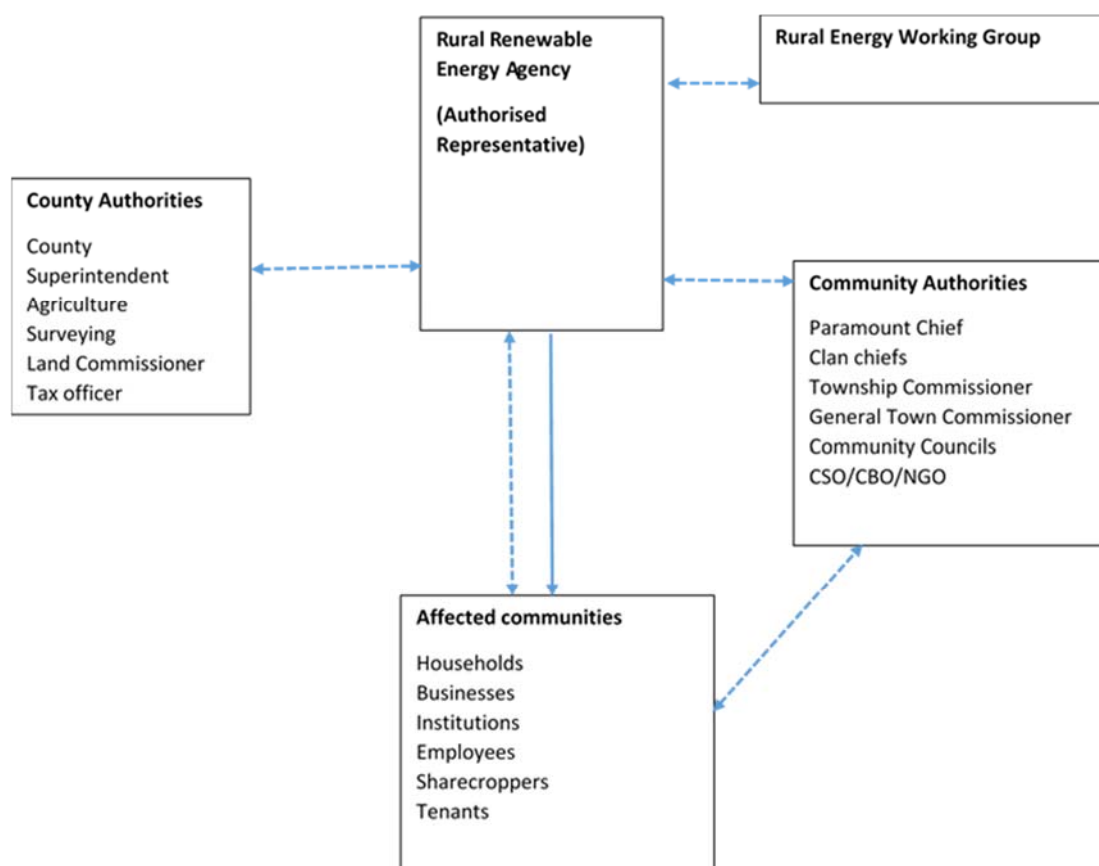 Rural Renewable
Energy Agency
(Authorised
Representative)
Rural Energy Working Group
County Authorities
County
Superintendent
Agriculture
Surveying
Land Commissioner
Tax officer
Community Authorities
Paramount Chief
Clan chiefs
Township Commissioner
General Town Commissioner
Community Councils
CSO/CBO/NGO
Affected communities
Households
Businesses
Institutions
Employees
Sharecroppers
Tenants